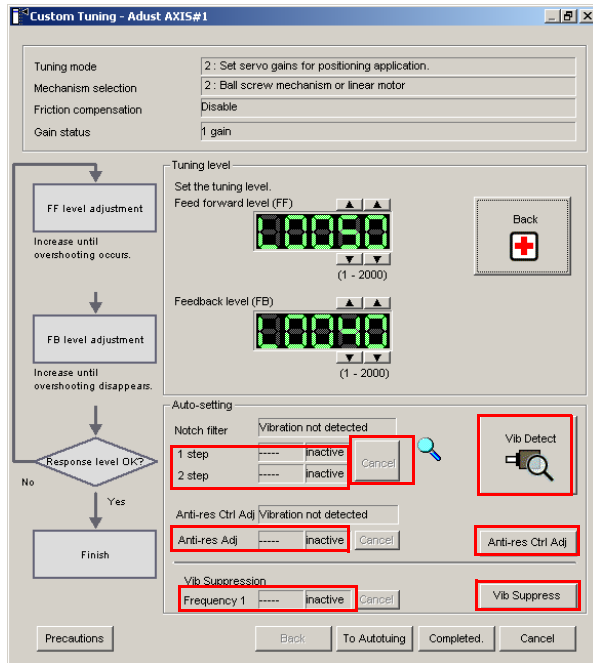 Custom Tuning - Adust AXIS#1
Tuning mode
2 : Set servo gains for positioning application.
Mechanism selection
2 : Ball screw mechanism or linear motor
Friction compensation
Disable
Gain status
1 gain
FF level adjustment
Increase until
overshooting occurs.
FB level adjustment
Increase until
overshooting disappears.
Response level OK?
No
Yes
Finish
Tuning level
Set the tuning level.
Feed forward level (FF)
L0050
(1 - 2000)
Feedback level (FB)
L0040
(1 - 2000)
Back
Auto-setting
Notch filter
Vibration not detected
1 step
-----
inactive
2 step
-----
inactive
Cancel
Vib Detect
Anti-res Ctrl Adj
Vibration not detected
Anti-res Adj
-----
inactive
Cancel
Anti-res Ctrl Adj
Vib Suppression
Frequency 1
-----
inactive
Cancel
Vib Suppress
Precautions
Back
To Autotuing
Completed.
Cancel